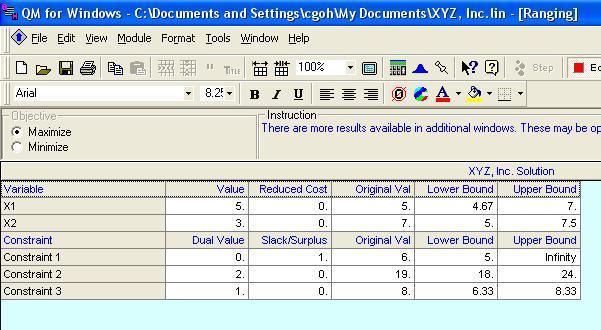 QM for Windows - C:\Documents and Settings\cgoh\My Documents\XYZ, Inc.lin - [Ranging]
File Edit View Module Format Tools Window Help
TITLE 100% Step
Arial 8.25 B I U A
Objective
Maximize
Minimize
Instruction
There are more results available in additional windows. These may be op
XYZ, Inc. Solution
Variable Value Reduced Cost Original Val Lower Bound Upper Bound
X1 5. 0. 5. 4.67 7.
X2 3. 0. 7. 5. 7.5
Constraint Dual Value Slack/Surplus Original Val Lower Bound Upper Bound
Constraint 1 0. 1. 6. 5. Infinity
Constraint 2 2. 0. 19. 18. 24.
Constraint 3 1. 0. 8. 6.33 8.33